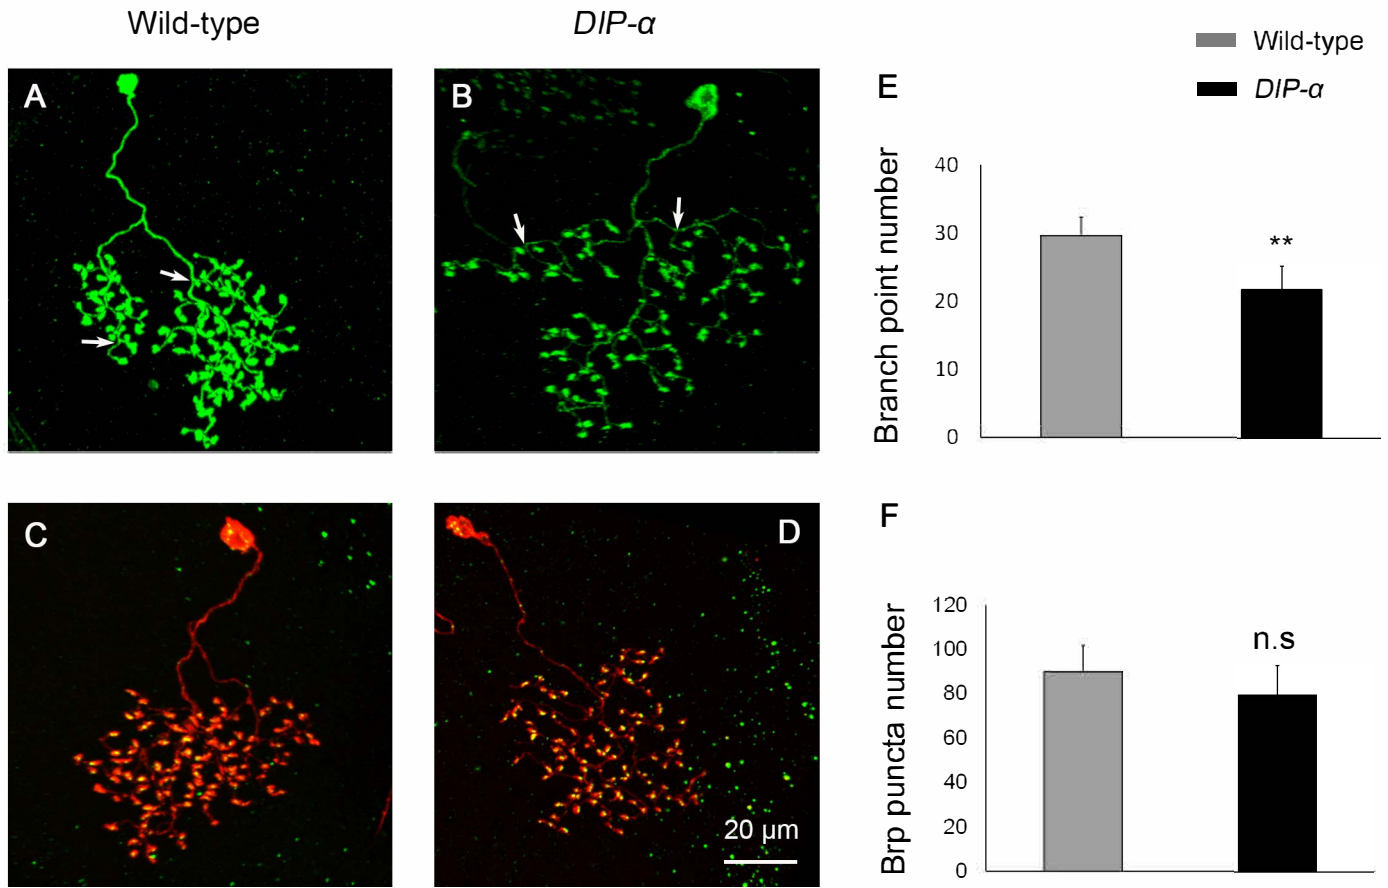 Wild-type
DIP-α
Wild-type
DIP-α
A
B
E
Branch point number
40
30
20
10
0
**
C
D
20 µm
F
Brp puncta number
120
100
80
60
40
20
0
n.s